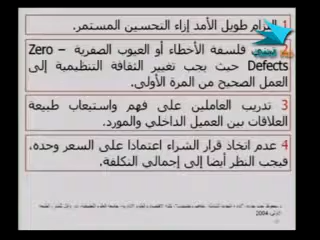 1 التزام طويل الأمد إزاء التحسين المستمر.
فلسفة الأخطاء أو العيوب الصفرية – Zero
Defects حيث يجب تغيير الثقافة التنظيمية إلى
العمل الصحيح من المرة الأولى.
3 تدريب العاملين على فهم واستيعاب طبيعة
العلاقات بين العميل الداخلي والمورد.
4 عدم اتخاذ قرار الشراء اعتمادا على السعر وحده،
فيجب النظر أيضا إلى إجمالي التكلفة.
2004